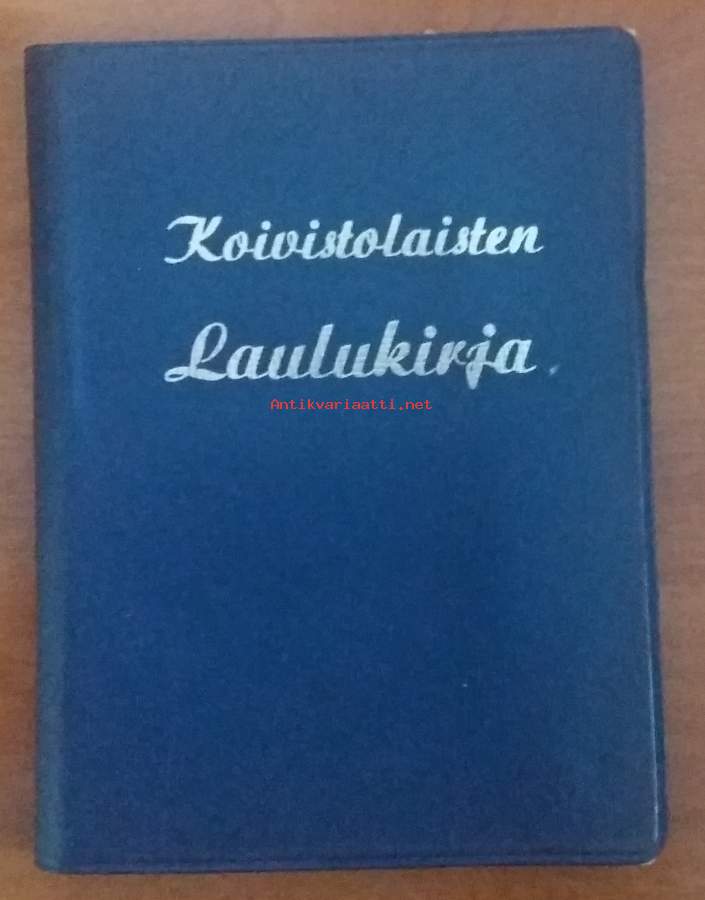 Koivistolaisten
Laulukirja
Antikvariaatti.net